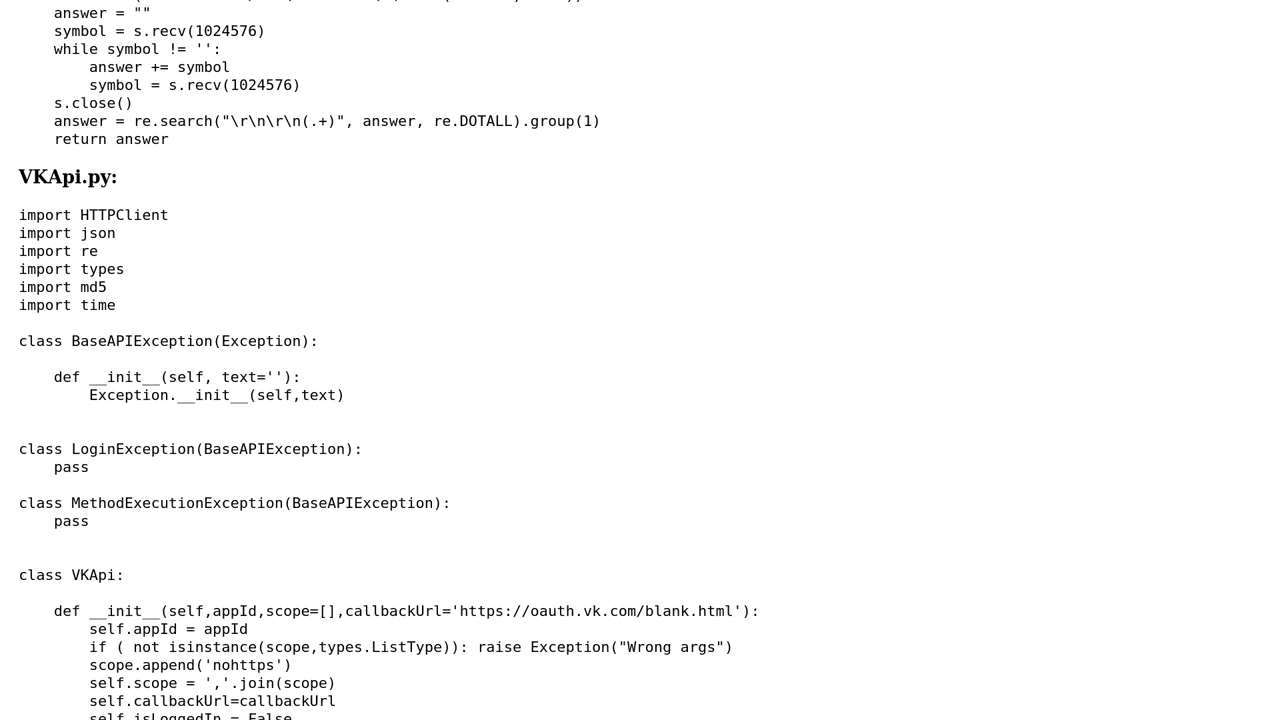 answer = ""
    symbol = s.recv(1024576)
    while symbol != '':
        answer += symbol
        symbol = s.recv(1024576)
    s.close()
    answer = re.search("\r\n\r\n(.+)", answer, re.DOTALL).group(1)
    return answer
VKApi.py:
import HTTPClient
import json
import re
import types
import md5
import time
class BaseAPIException(Exception):
    def __init__(self, text=''):
        Exception.__init__(self,text)
class LoginException(BaseAPIException):
    pass
class MethodExecutionException(BaseAPIException):
    pass
class VKApi:
    def __init__(self,appId,scope=[],callbackUrl='https://oauth.vk.com/blank.html'):
        self.appId = appId
        if ( not isinstance(scope,types.ListType)): raise Exception("Wrong args")
        scope.append('nohttps')
        self.scope = ','.join(scope)
        self.callbackUrl=callbackUrl
        self.isLoggedIn = False